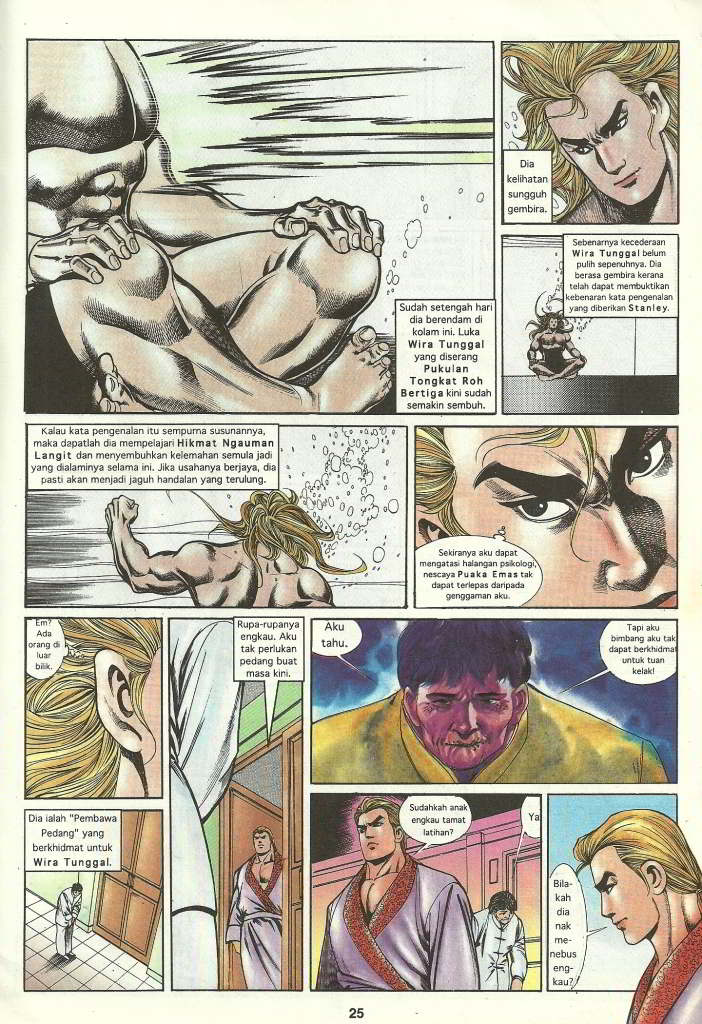 Sudah setengah hari
dia berendam di
kolam ini. Luka
Wira Tunggal
yang diserang
Pukulan
Tongkat Roh
Bertiga kini sudah
semakin sembuh.
Dia
kelihatan
sungguh
gembira.
Sebenarnya kecederaan
Wira Tunggal belum
pulih sepenuhnya. Dia
berasa gembira kerana
telah dapat membuktikan
kebenaran kata pengenalan
yang diberikan Stanley.
Kalau kata pengenalan itu sempurna susunannya,
maka dapatlah dia mempelajari Hikmat Ngauman
Langit dan menyembuhkan kelemahan semula jadi
yang dialaminya selama ini. Jika usahanya berjaya, dia
pasti akan menjadi jaguh handalan yang terulung.
Sekiranya aku dapat
mengatasi halangan psikologi,
nescaya Puaka Emas tak
dapat terlepas daripada
genggaman aku.
Em?
Ada
orang di
luar
bilik.
Rupa-rupanya
engkau. Aku
tak perlukan
pedang buat
masa kini.
Aku
tahu.
Tapi aku
bimbang aku tak
dapat berkhidmat
untuk tuan
kelak!
Dia ialah "Pembawa
Pedang" yang
berkhidmat untuk
Wira Tunggal.
Sudahkah anak
engkau tamat
latihan?
Ya
Bila-
kah
dia
nak
me-
nebus
eng-
kau?
25